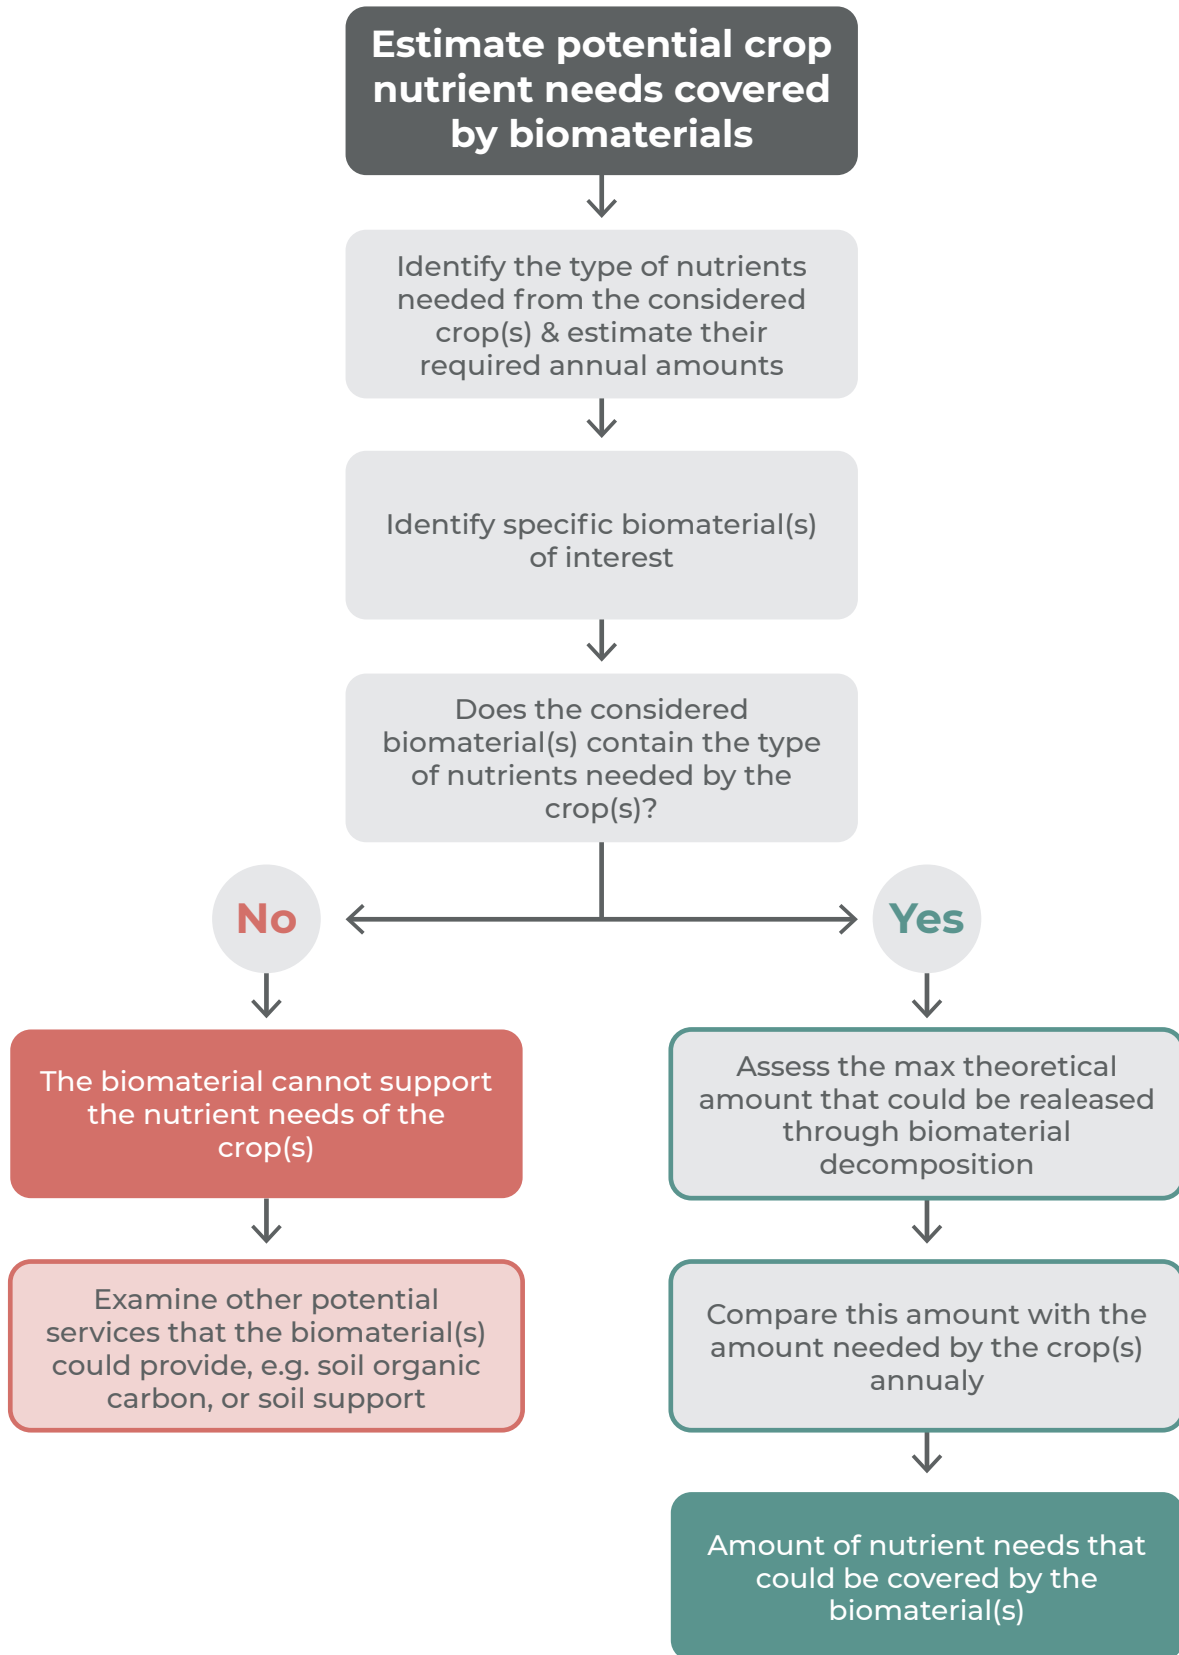 Estimate potential crop
nutrient needs covered
by biomaterials
Identify the type of nutrients
needed from the considered
crop(s) & estimate their
required annual amounts
Identify specific biomaterial(s)
of interest
Does the considered
biomaterial(s) contain the type
of nutrients needed by the
crop(s)?
No
Yes
The biomaterial cannot support
the nutrient needs of the
crop(s)
Examine other potential
services that the biomaterial(s)
could provide, e.g. soil organic
carbon, or soil support
Assess the max theoretical
amount that could be realeased
through biomaterial
decomposition
Compare this amount with the
amount needed by the crop(s)
annualy
Amount of nutrient needs that
could be covered by the
biomaterial(s)